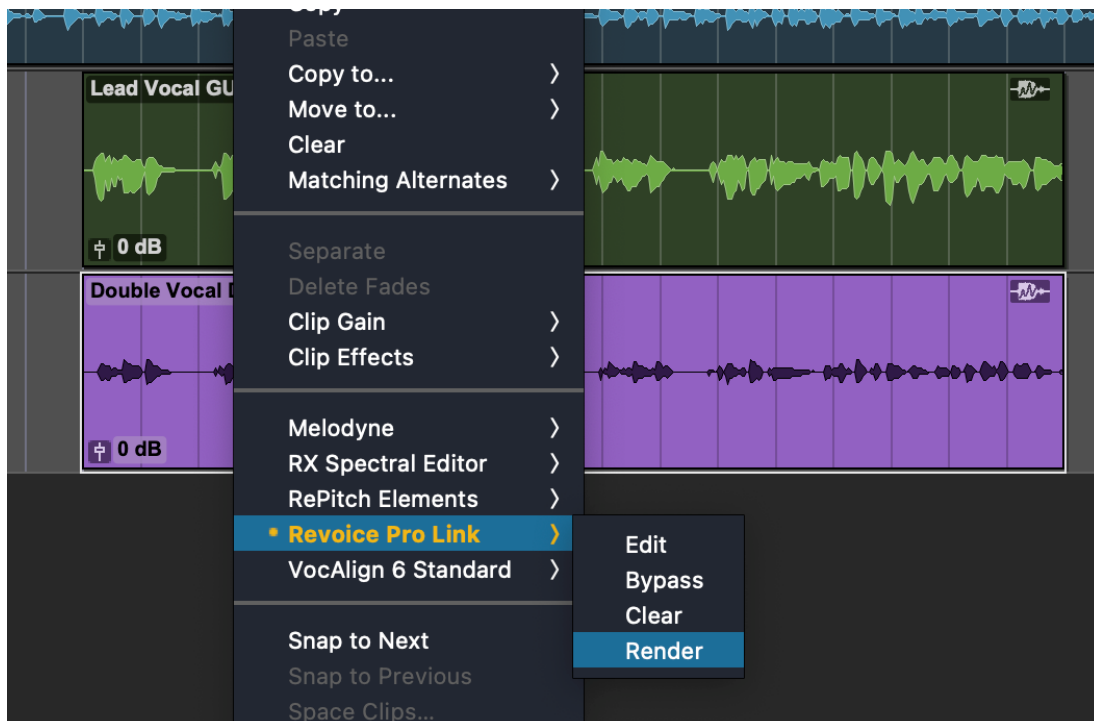 Copy
Paste
Copy to...
Lead Vocal GU
Move to...
Clear
Matching Alternates
0 dB
Separate
Delete Fades
Double Vocal
Clip Gain
Clip Effects
Melodyne
0 dB
RX Spectral Editor
RePitch Elements
Revoice Pro Link
Edit
VocAlign 6 Standard
Bypass
Clear
Snap to Next
Render
Snap to Previous
Space Clips...